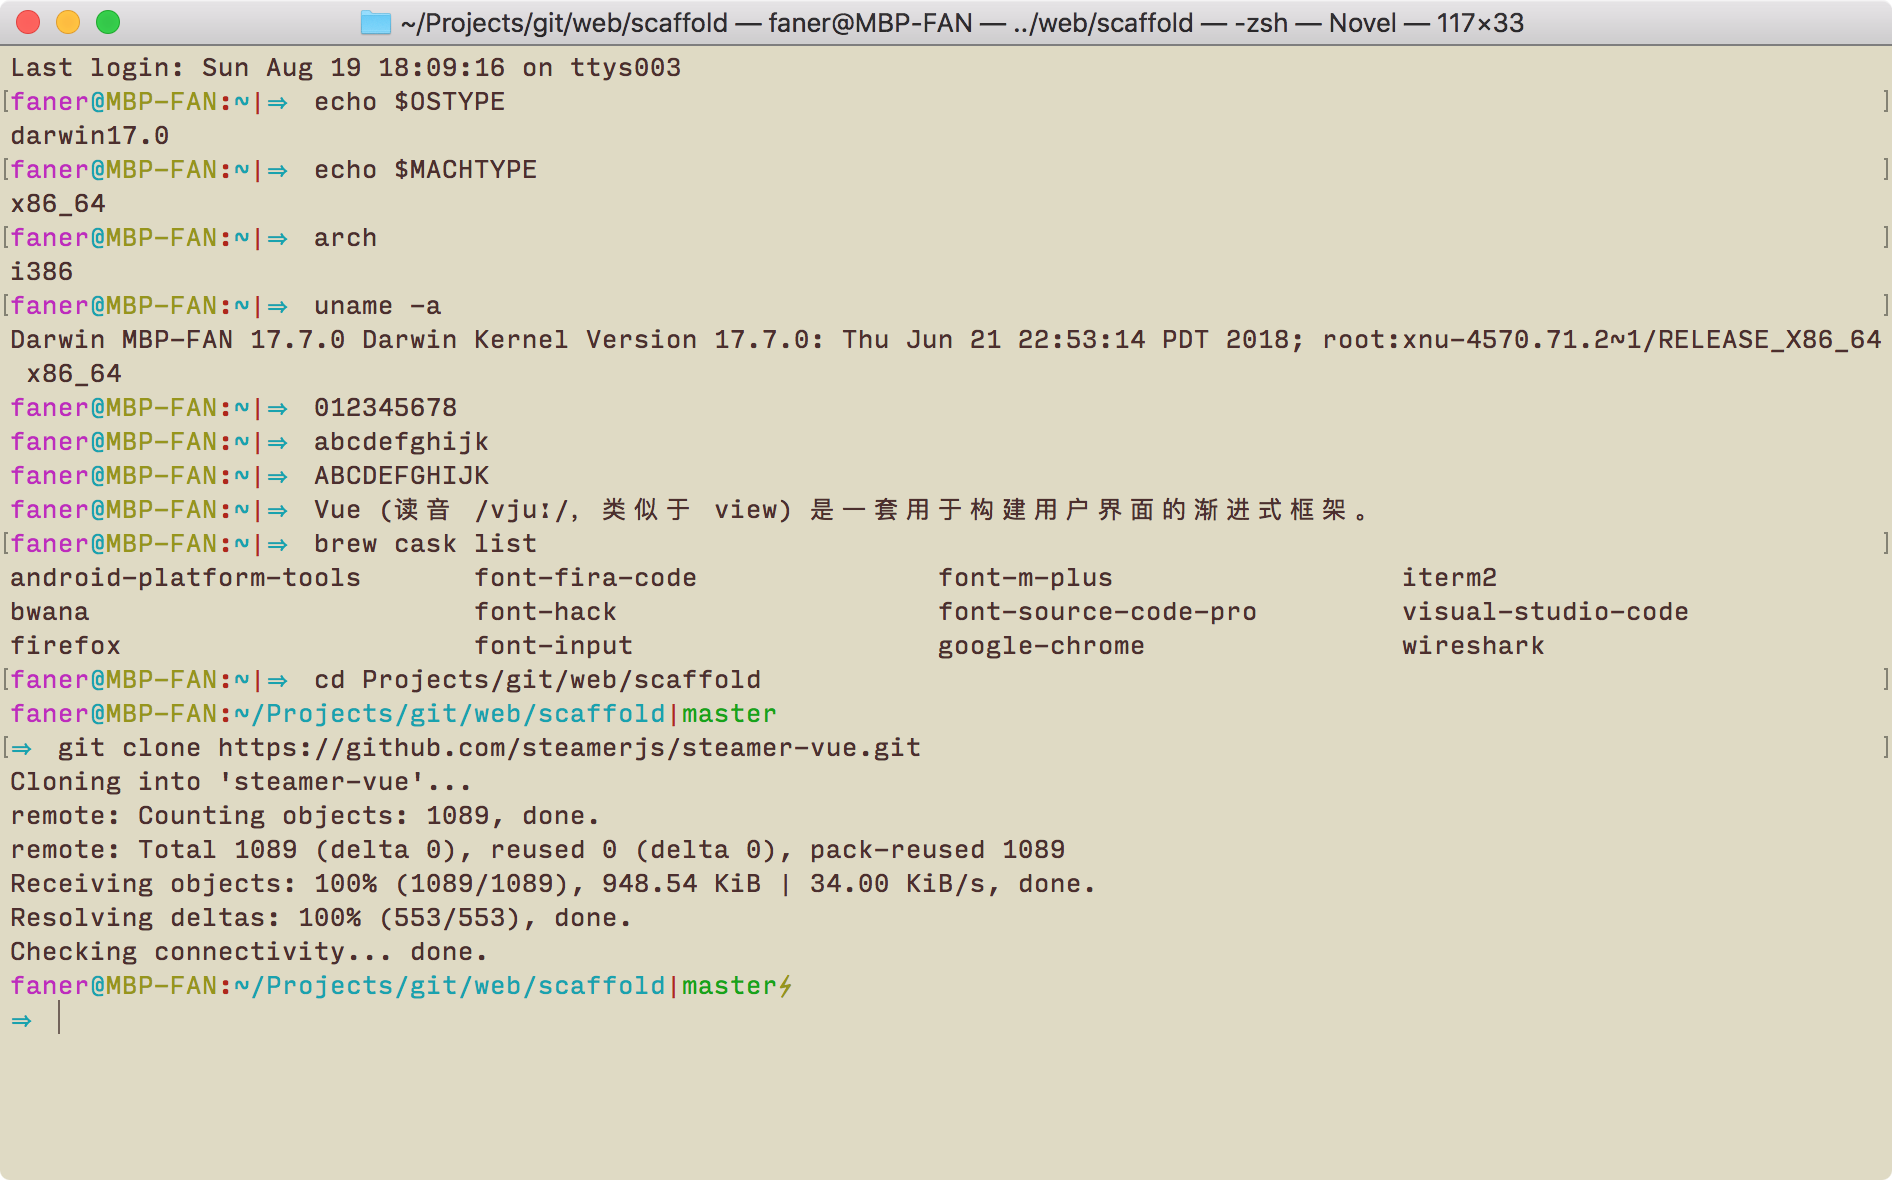 ~/Projects/git/web/scaffold — faner@MBP-FAN — ../web/scaffold — -zsh — Novel — 117×33
Last login: Sun Aug 19 18:09:16 on ttys003
faner@MBP-FAN:~|⇒  echo $OSTYPE
darwin17.0
faner@MBP-FAN:~|⇒  echo $MACHTYPE
x86_64
faner@MBP-FAN:~|⇒  arch
i386
faner@MBP-FAN:~|⇒  uname -a
Darwin MBP-FAN 17.7.0 Darwin Kernel Version 17.7.0: Thu Jun 21 22:53:14 PDT 2018; root:xnu-4570.71.2~1/RELEASE_X86_64
 x86_64
faner@MBP-FAN:~|⇒  012345678
faner@MBP-FAN:~|⇒  abcdefghijk
faner@MBP-FAN:~|⇒  ABCDEFGHIJK
faner@MBP-FAN:~|⇒  Vue (读音 /vjuː/, 类似于 view) 是一套用于构建用户界面的渐进式框架。
faner@MBP-FAN:~|⇒  brew cask list
android-platform-tools       font-fira-code               font-m-plus                  iterm2
bwana                        font-hack                    font-source-code-pro         visual-studio-code
firefox                      font-input                   google-chrome                wireshark
faner@MBP-FAN:~|⇒  cd Projects/git/web/scaffold
faner@MBP-FAN:~/Projects/git/web/scaffold|master
⇒  git clone https://github.com/steamerjs/steamer-vue.git
Cloning into 'steamer-vue'...
remote: Counting objects: 1089, done.
remote: Total 1089 (delta 0), reused 0 (delta 0), pack-reused 1089
Receiving objects: 100% (1089/1089), 948.54 KiB | 34.00 KiB/s, done.
Resolving deltas: 100% (553/553), done.
Checking connectivity... done.
faner@MBP-FAN:~/Projects/git/web/scaffold|master⚡
⇒